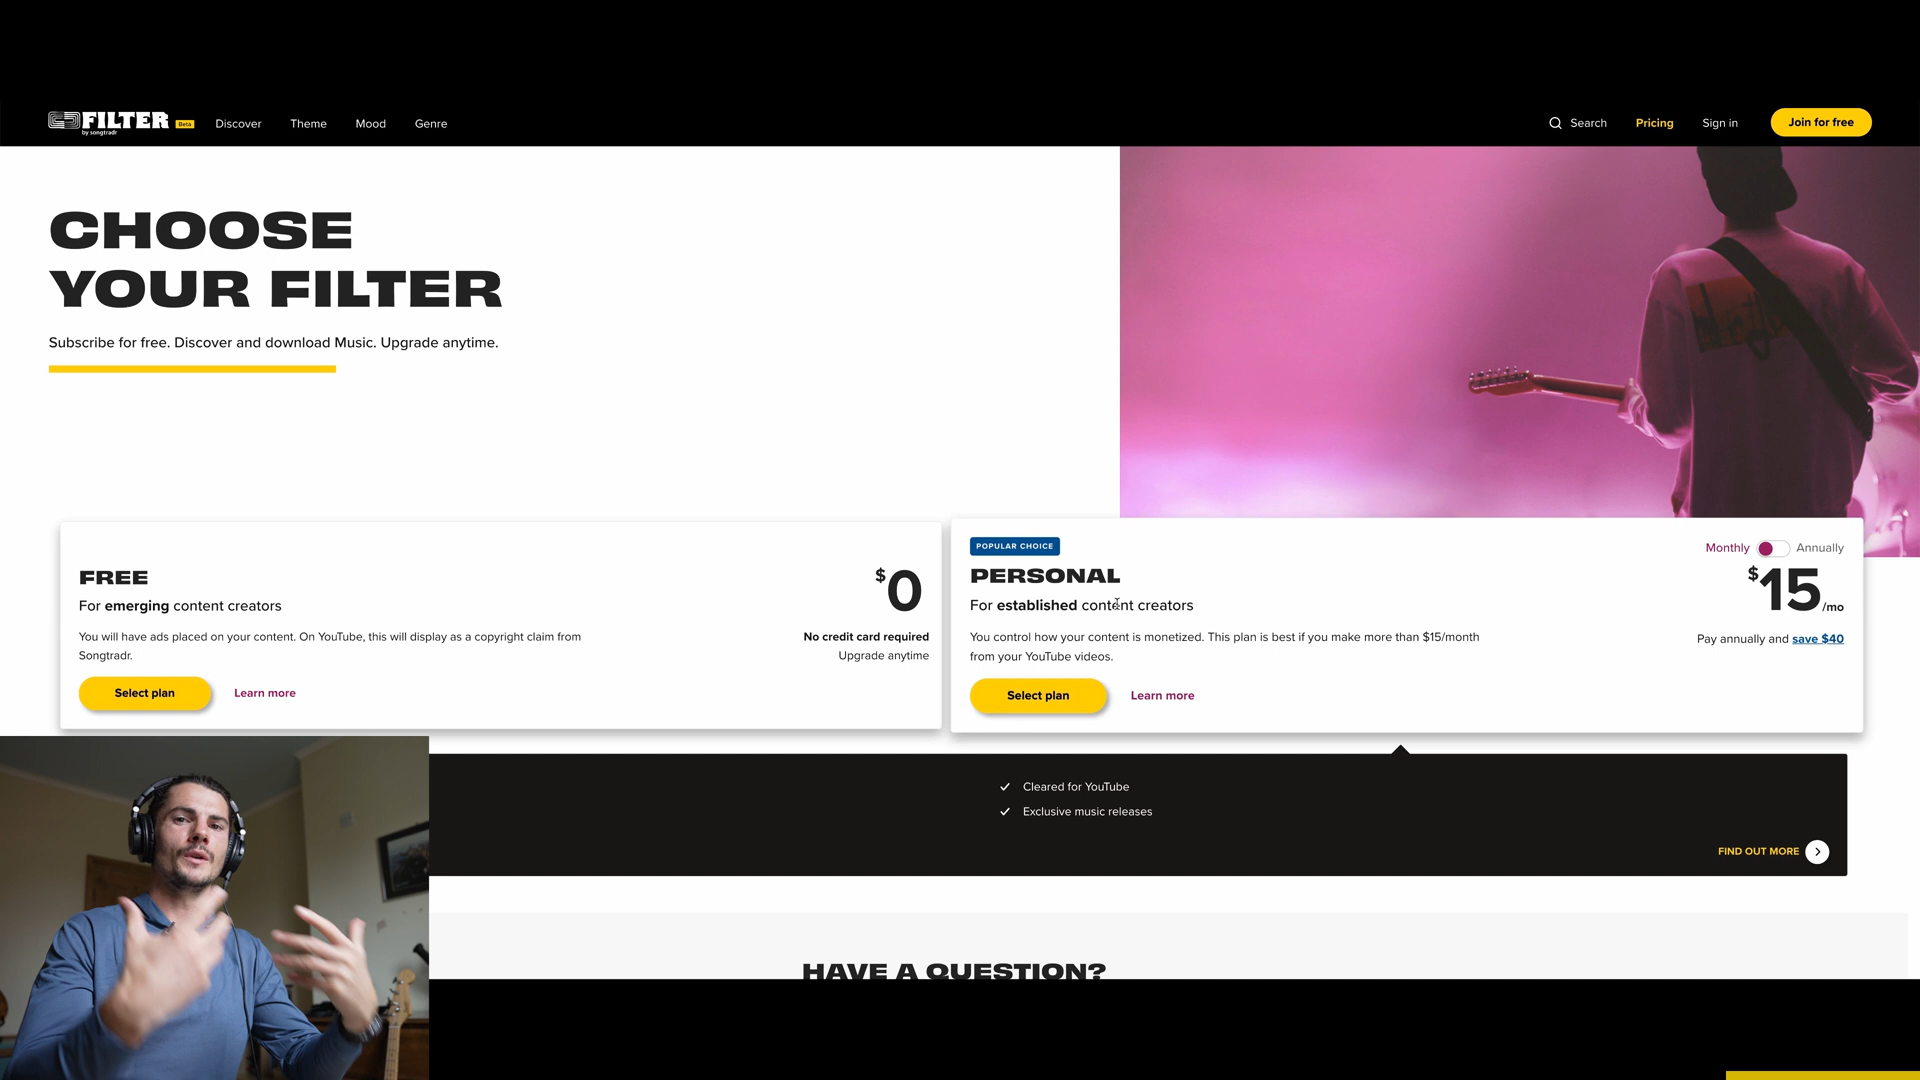 FILTER
by songtradr
Beta
Discover
Theme
Mood
Genre
Search
Pricing
Sign in
Join for free
CHOOSE
YOUR FILTER
Subscribe for free. Discover and download Music. Upgrade anytime.
FREE
For emerging content creators
$0
You will have ads placed on your content. On YouTube, this will display as a copyright claim from
Songtradr.
No credit card required
Upgrade anytime
Select plan
Learn more
POPULAR CHOICE
Monthly
Annually
PERSONAL
For established content creators
$15/mo
You control how your content is monetized. This plan is best if you make more than $15/month
from your YouTube videos.
Pay annually and save $40
Select plan
Learn more
Cleared for YouTube
Exclusive music releases
FIND OUT MORE
HAVE A QUESTION?